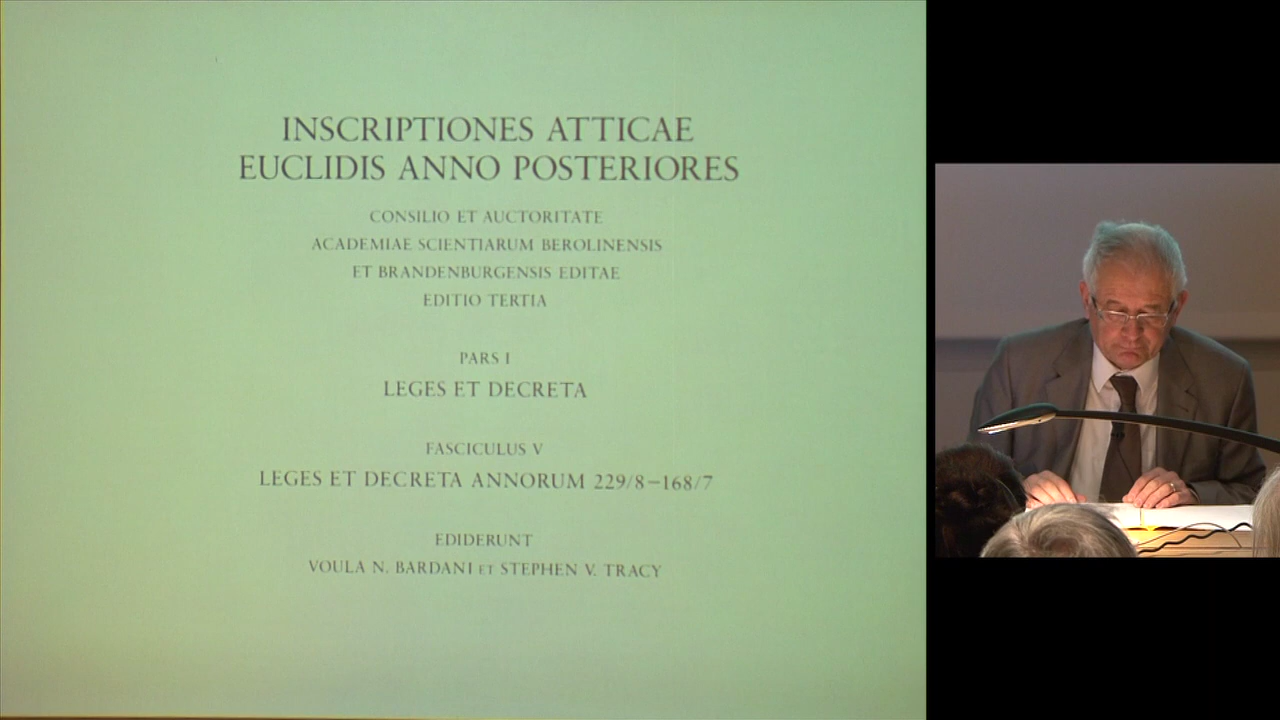 INSCRIPTIONES ATTICAE
EUCLIDIS ANNO POSTERIORES
CONSILIO ET AUCTORITATE
ACADEMIAE SCIENTIARUM BEROLINENSIS
ET BRANDENBURGENSIS EDITAE
EDITIO TERTIA
PARS I
LEGES ET DECRETA
FASCICULUS V
LEGES ET DECRETA ANNORUM 229/8–168/7
EDIDERUNT
VOULA N. BARDANI ET STEPHEN V. TRACY